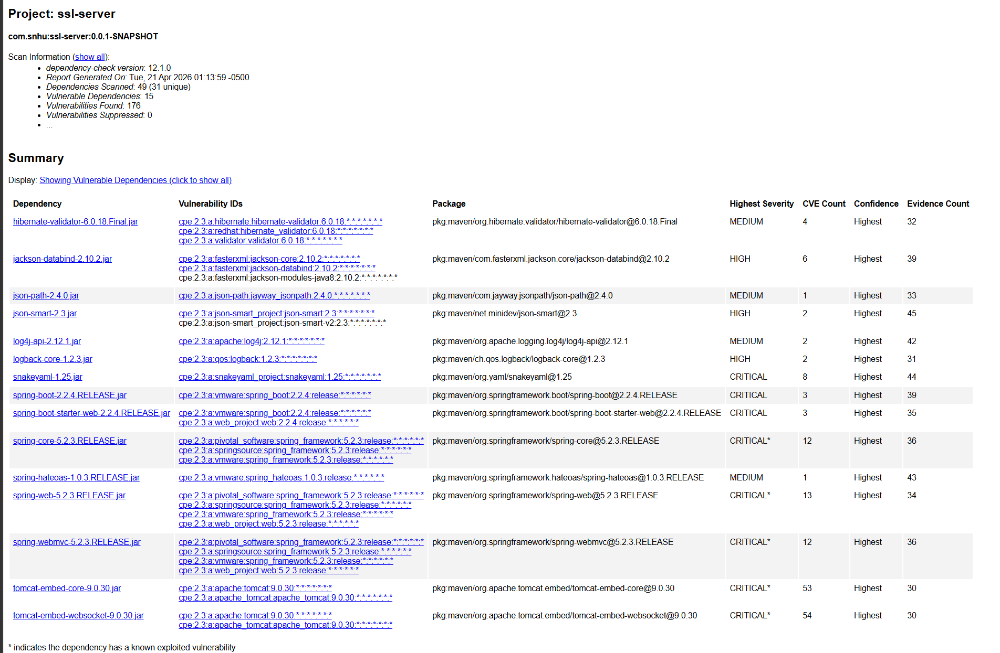 Project: ssl-server
com.snhu:ssl-server:0.0.1-SNAPSHOT
Scan Information (show all):
• dependency-check version: 12.1.0
• Report Generated On: Tue, 21 Apr 2026 01:13:59 -0500
• Dependencies Scanned: 49 (31 unique)
• Vulnerable Dependencies: 15
• Vulnerabilities Found: 176
• Vulnerabilities Suppressed: 0
• ...
Summary
Display: Showing Vulnerable Dependencies (click to show all)
Dependency Vulnerability IDs Package Highest Severity CVE Count Confidence Evidence Count
hibernate-validator-6.0.18.Final.jar cpe:2.3:a:hibernate:hibernate-validator:6.0.18:*:*:*:*:*:*:* pkg:maven/org.hibernate.validator/hibernate-validator@6.0.18.Final MEDIUM 4 Highest 32
cpe:2.3:a:redhat:hibernate_validator:6.0.18:*:*:*:*:*:*:*
cpe:2.3:a:validator:validator:6.0.18:*:*:*:*:*:*:*
jackson-databind-2.10.2.jar cpe:2.3:a:fasterxml:jackson-core:2.10.2:*:*:*:*:*:*:* pkg:maven/com.fasterxml.jackson.core/jackson-databind@2.10.2 HIGH 6 Highest 39
cpe:2.3:a:fasterxml:jackson-databind:2.10.2:*:*:*:*:*:*:*
cpe:2.3:a:fasterxml:jackson-modules-java8:2.10.2:*:*:*:*:*:*:*
json-path-2.4.0.jar cpe:2.3:a:json-path:jayway_jsonpath:2.4.0:*:*:*:*:*:*:* pkg:maven/com.jayway.jsonpath/json-path@2.4.0 MEDIUM 1 Highest 33
json-smart-2.3.jar cpe:2.3:a:json-smart_project:json-smart:2.3:*:*:*:*:*:*:* pkg:maven/net.minidev/json-smart@2.3 HIGH 2 Highest 45
cpe:2.3:a:json-smart_project:json-smart-v2:2.3:*:*:*:*:*:*:*
log4j-api-2.12.1.jar cpe:2.3:a:apache:log4j:2.12.1:*:*:*:*:*:*:* pkg:maven/org.apache.logging.log4j/log4j-api@2.12.1 MEDIUM 2 Highest 42
logback-core-1.2.3.jar cpe:2.3:a:qos:logback:1.2.3:*:*:*:*:*:*:* pkg:maven/ch.qos.logback/logback-core@1.2.3 HIGH 2 Highest 31
snakeyaml-1.25.jar cpe:2.3:a:snakeyaml_project:snakeyaml:1.25:*:*:*:*:*:*:* pkg:maven/org.yaml/snakeyaml@1.25 CRITICAL 8 Highest 44
spring-boot-2.2.4.RELEASE.jar cpe:2.3:a:vmware:spring_boot:2.2.4:release:*:*:*:*:*:* pkg:maven/org.springframework.boot/spring-boot@2.2.4.RELEASE CRITICAL 3 Highest 39
spring-boot-starter-web-2.2.4.RELEASE.jar cpe:2.3:a:vmware:spring_boot:2.2.4:release:*:*:*:*:*:* pkg:maven/org.springframework.boot/spring-boot-starter-web@2.2.4.RELEASE CRITICAL 3 Highest 35
cpe:2.3:a:web_project:web:2.2.4:release:*:*:*:*:*:*
spring-core-5.2.3.RELEASE.jar cpe:2.3:a:pivotal_software:spring_framework:5.2.3:release:*:*:*:*:*:* pkg:maven/org.springframework/spring-core@5.2.3.RELEASE CRITICAL* 12 Highest 36
cpe:2.3:a:springsource:spring_framework:5.2.3:release:*:*:*:*:*:*
cpe:2.3:a:vmware:spring_framework:5.2.3:release:*:*:*:*:*:*
spring-hateoas-1.0.3.RELEASE.jar cpe:2.3:a:vmware:spring_hateoas:1.0.3:release:*:*:*:*:*:* pkg:maven/org.springframework.hateoas/spring-hateoas@1.0.3.RELEASE MEDIUM 1 Highest 43
spring-web-5.2.3.RELEASE.jar cpe:2.3:a:pivotal_software:spring_framework:5.2.3:release:*:*:*:*:*:* pkg:maven/org.springframework/spring-web@5.2.3.RELEASE CRITICAL* 13 Highest 34
cpe:2.3:a:springsource:spring_framework:5.2.3:release:*:*:*:*:*:*
cpe:2.3:a:vmware:spring_framework:5.2.3:release:*:*:*:*:*:*
cpe:2.3:a:web_project:web:5.2.3:release:*:*:*:*:*:*
spring-webmvc-5.2.3.RELEASE.jar cpe:2.3:a:pivotal_software:spring_framework:5.2.3:release:*:*:*:*:*:* pkg:maven/org.springframework/spring-webmvc@5.2.3.RELEASE CRITICAL* 12 Highest 36
cpe:2.3:a:springsource:spring_framework:5.2.3:release:*:*:*:*:*:*
cpe:2.3:a:vmware:spring_framework:5.2.3:release:*:*:*:*:*:*
cpe:2.3:a:web_project:web:5.2.3:release:*:*:*:*:*:*
tomcat-embed-core-9.0.30.jar cpe:2.3:a:apache:tomcat:9.0.30:*:*:*:*:*:*:* pkg:maven/org.apache.tomcat.embed/tomcat-embed-core@9.0.30 CRITICAL* 53 Highest 30
cpe:2.3:a:apache_tomcat:apache_tomcat:9.0.30:*:*:*:*:*:*:*
tomcat-embed-websocket-9.0.30.jar cpe:2.3:a:apache:tomcat:9.0.30:*:*:*:*:*:*:* pkg:maven/org.apache.tomcat.embed/tomcat-embed-websocket@9.0.30 CRITICAL* 54 Highest 30
cpe:2.3:a:apache_tomcat:apache_tomcat:9.0.30:*:*:*:*:*:*:*
* indicates the dependency has a known exploited vulnerability